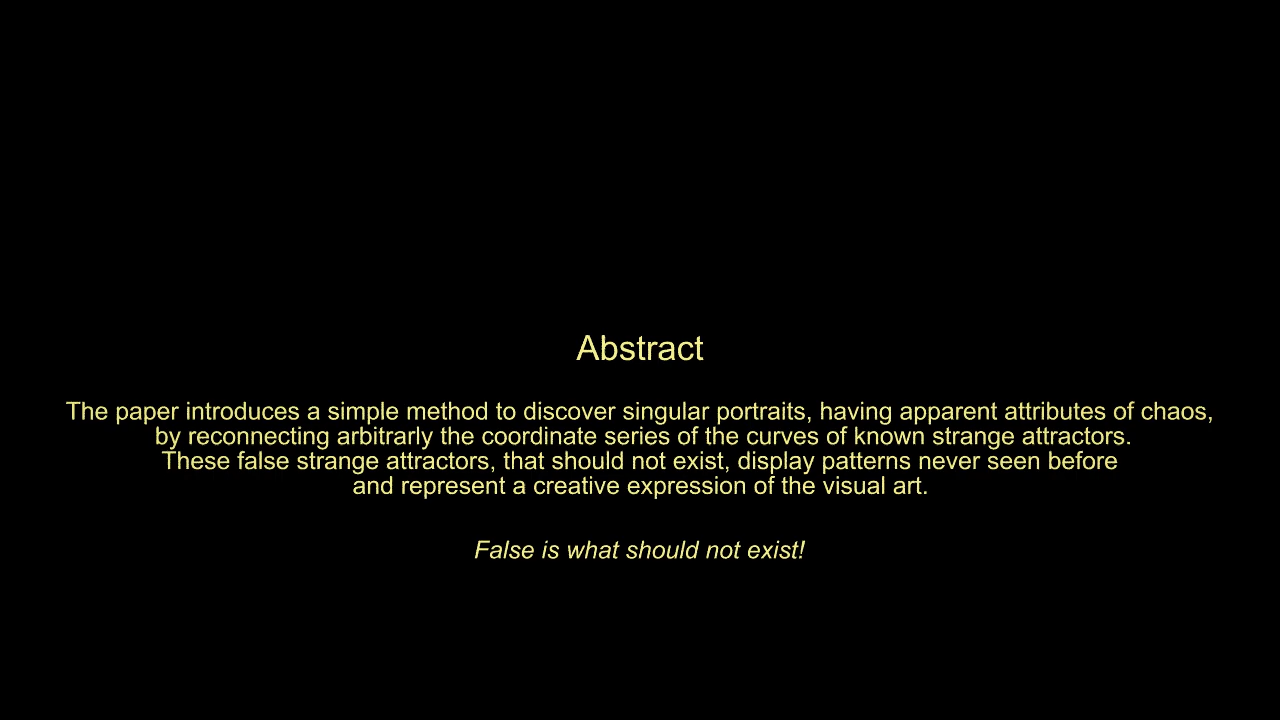 Abstract
The paper introduces a simple method to discover singular portraits, having apparent attributes of chaos,
by reconnecting arbitrarly the coordinate series of the curves of known strange attractors.
These false strange attractors, that should not exist, display patterns never seen before
and represent a creative expression of the visual art.
False is what should not exist!